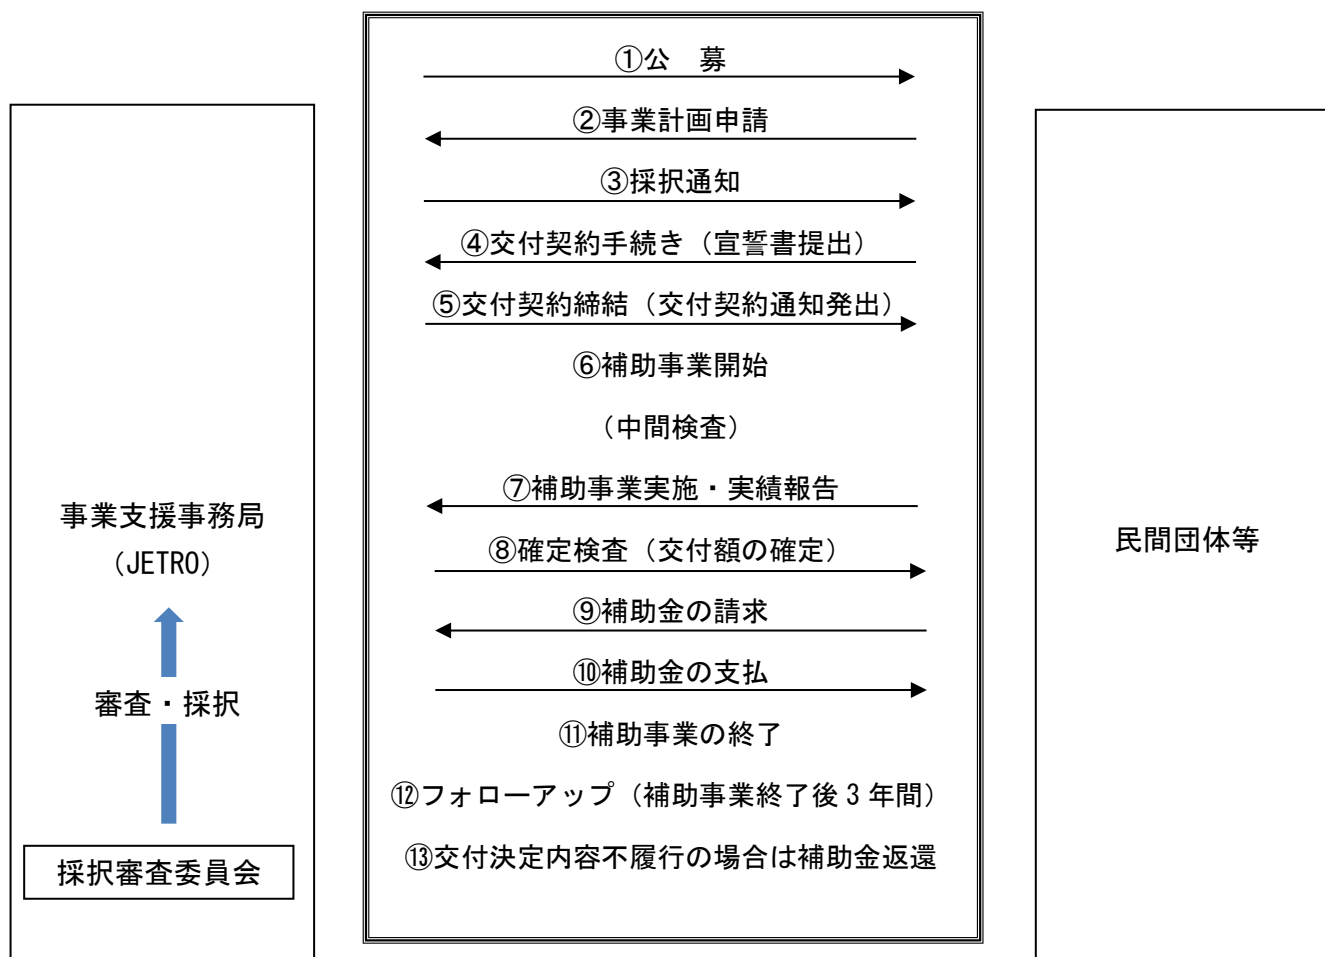 ①公　募
②事業計画申請
③採択通知
④交付契約手続き（宣誓書提出）
⑤交付契約締結（交付契約通知発出）
⑥補助事業開始
（中間検査）
⑦補助事業実施・実績報告
⑧確定検査（交付額の確定）
⑨補助金の請求
⑩補助金の支払
⑪補助事業の終了
⑫フォローアップ（補助事業終了後 3 年間）
⑬交付決定内容不履行の場合は補助金返還
事業支援事務局
（JETRO）
審査・採択
採択審査委員会
民間団体等